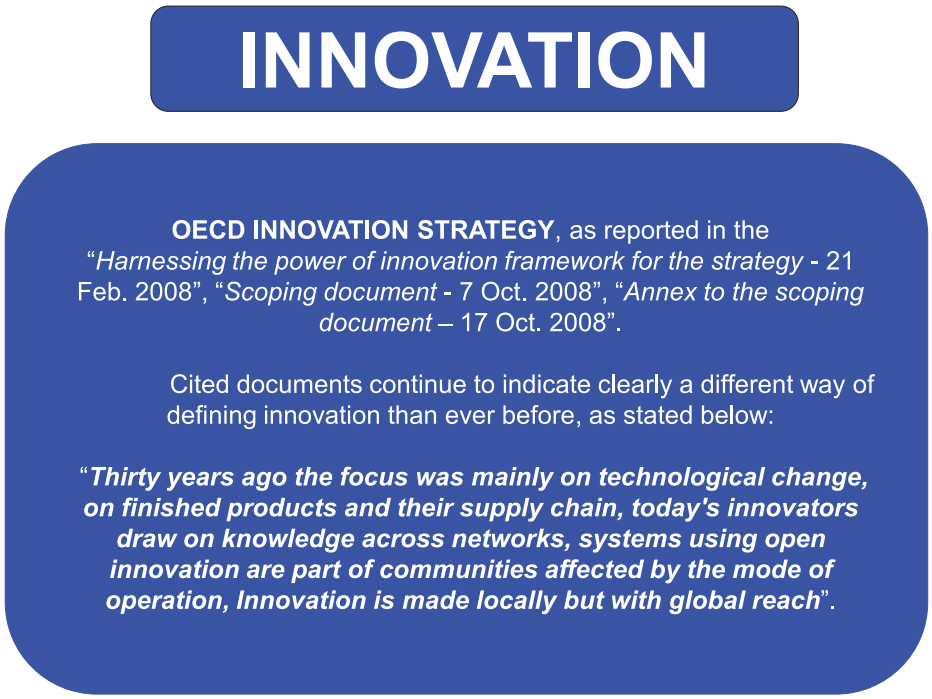 INNOVATION
OECD INNOVATION STRATEGY, as reported in the
“Harnessing the power of innovation framework for the strategy - 21
Feb. 2008”, “Scoping document - 7 Oct. 2008”, “Annex to the scoping
document – 17 Oct. 2008”.
Cited documents continue to indicate clearly a different way of
defining innovation than ever before, as stated below:
“Thirty years ago the focus was mainly on technological change,
on finished products and their supply chain, today's innovators
draw on knowledge across networks, systems using open
innovation are part of communities affected by the mode of
operation, Innovation is made locally but with global reach”.